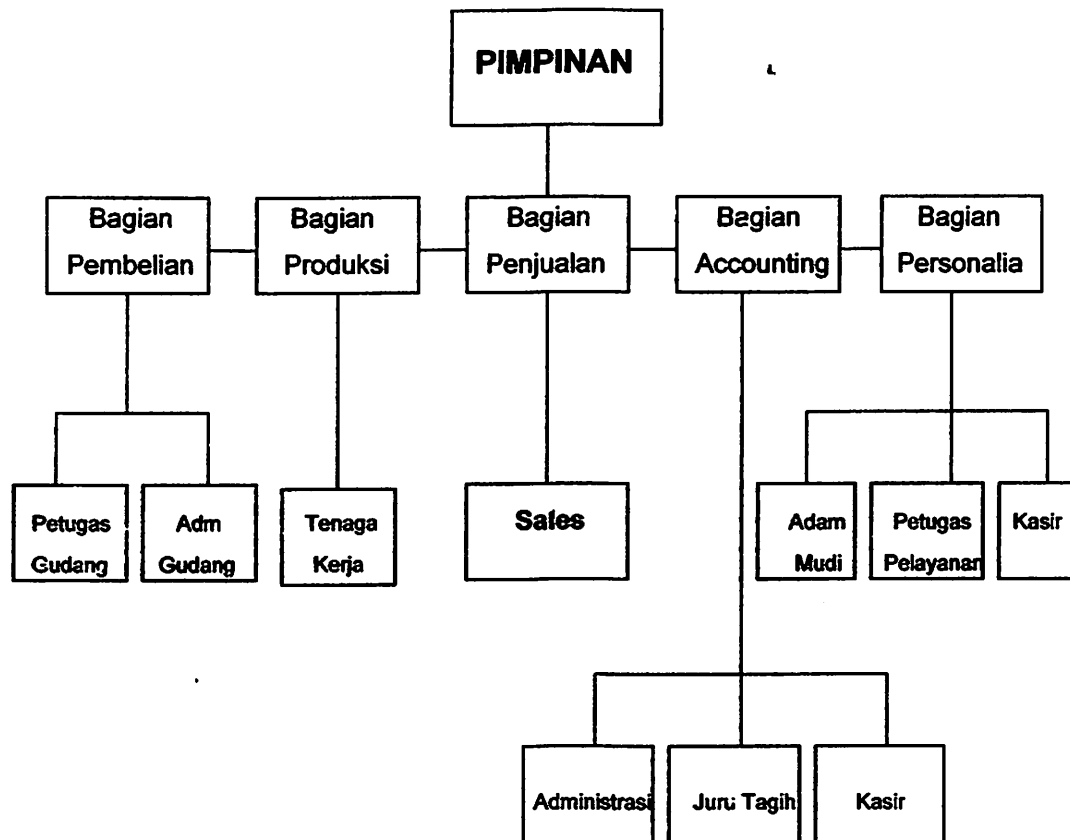 PIMPINAN
Bagian
Pembelian
Bagian
Produksi
Bagian
Penjualan
Bagian
Accounting
Bagian
Personalia
Petugas
Gudang
Adm
Gudang
Tenaga
Kerja
Sales
Adam
Mudi
Petugas
Pelayanan
Kasir
Administrasi
Juru Tagih
Kasir